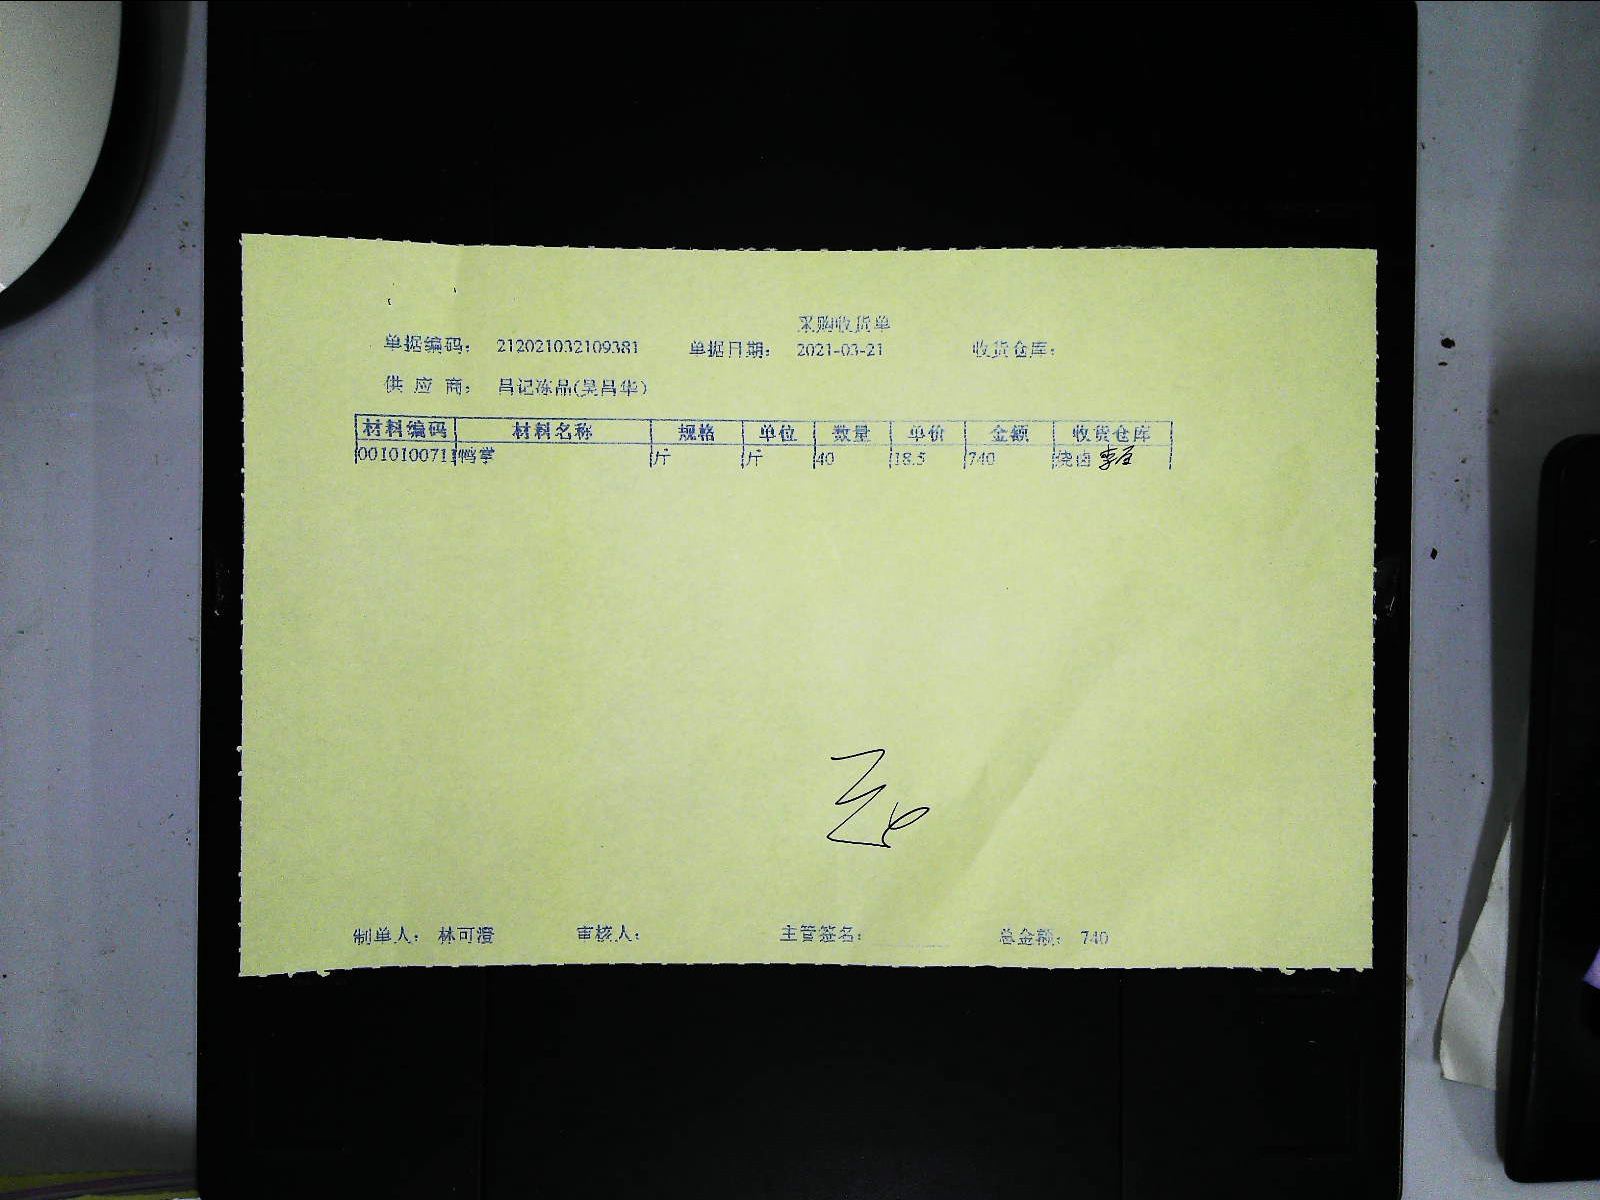 采购收货单
单据编码： 212021032109381 单据日期： 2021-03-21 收货仓库：
供 应 商： 昌记冻品(吴昌华)
材料编码 材料名称 规格 单位 数量 单价 金额 收货仓库
0010100711 鸭掌 斤 斤 40 18.5 740 烧卤
制单人： 林可澄 审核人： 主管签名： 总金额： 740